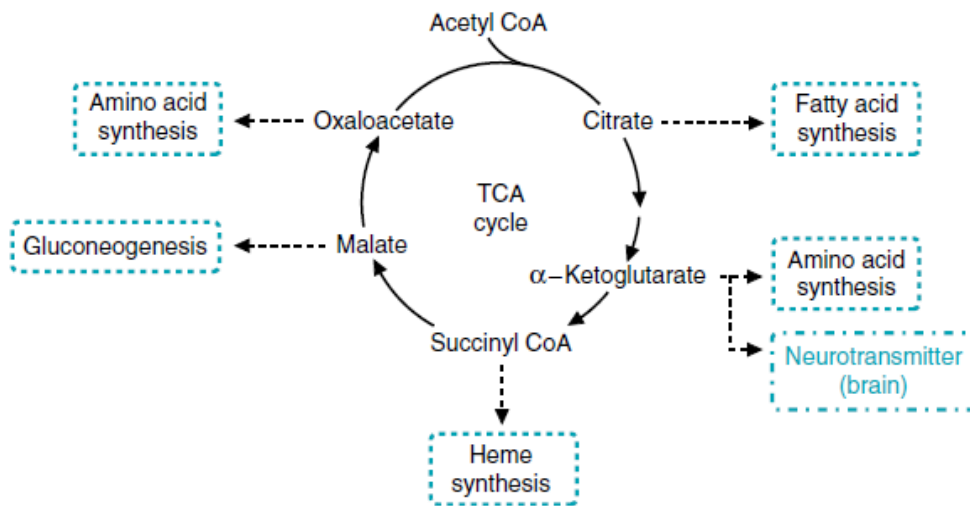 Acetyl CoA
Amino acid
synthesis
Oxaloacetate
Citrate
Fatty acid
synthesis
TCA
cycle
Gluconeogenesis
Malate
α–Ketoglutarate
Amino acid
synthesis
Succinyl CoA
Neurotransmitter
(brain)
Heme
synthesis